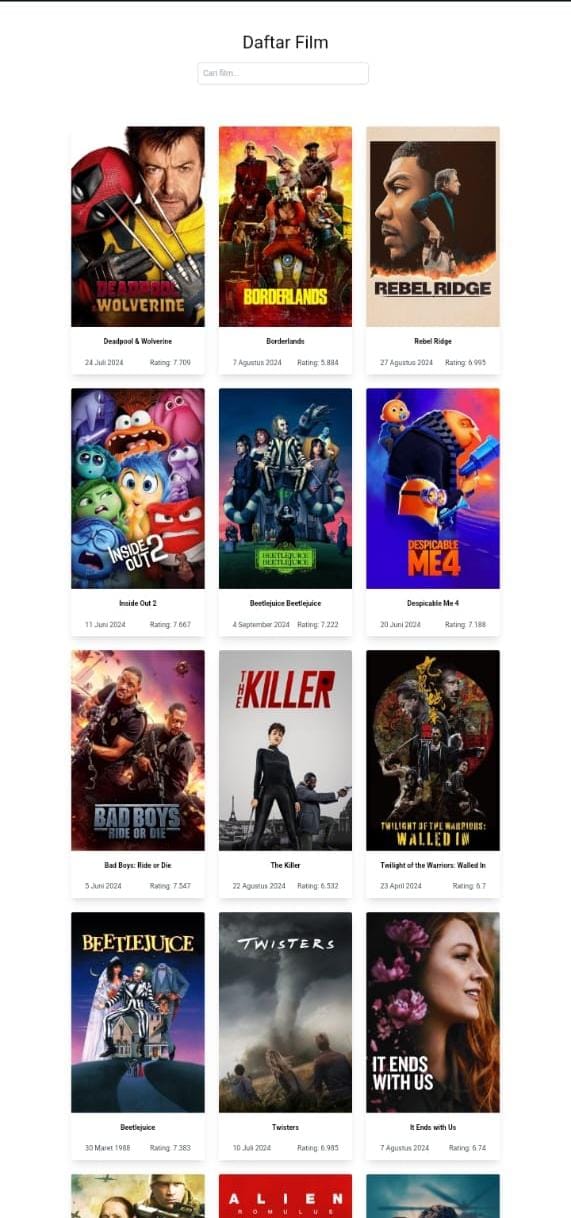 Daftar Film
Cari film...
DEADPOOL
& WOLVERINE
BORDERLANDS
REBEL RIDGE
Deadpool & Wolverine
Borderlands
Rebel Ridge
24 Juli 2024
Rating: 7.709
7 Agustus 2024
Rating: 5.884
27 Agustus 2024
Rating: 6.995
INSIDE
OUT 2
BEETLEJUICE
BEETLEJUICE
DESPICABLE
ME4
Inside Out 2
Beetlejuice Beetlejuice
Despicable Me 4
11 Juni 2024
Rating: 7.667
4 September 2024
Rating: 7.222
20 Juni 2024
Rating: 7.188
BAD BOYS
RIDE OR DIE
THE
KILLER
TWILIGHT OF THE WARRIORS:
WALLED IN
Bad Boys: Ride or Die
The Killer
Twilight of the Warriors: Walled In
5 Juni 2024
Rating: 7.547
22 Agustus 2024
Rating: 6.532
23 April 2024
Rating: 6.7
BEETLEJUICE
TWISTERS
IT ENDS
WITH US
Beetlejuice
Twisters
It Ends with Us
30 Maret 1988
Rating: 7.383
10 Juli 2024
Rating: 6.985
7 Agustus 2024
Rating: 6.74
ALIEN
ROMULUS